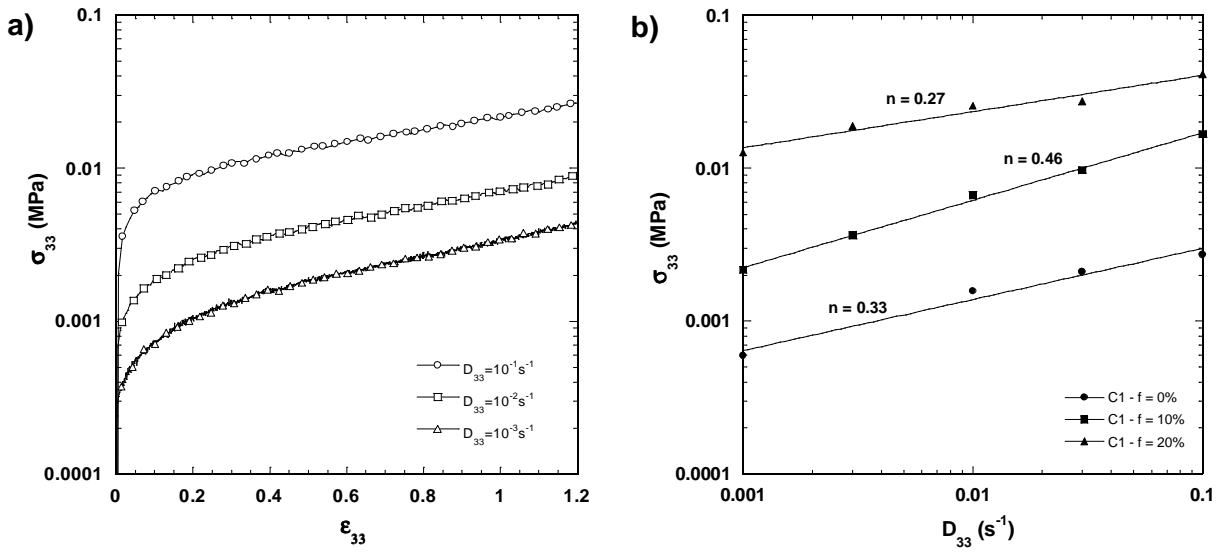 a)
0.1
0.01
0.001
0.0001
σ33 (MPa)
0 0.2 0.4 0.6 0.8 1 1.2
ε33
D33=10-1s-1
D33=10-2s-1
D33=10-3s-1
b)
0.1
0.01
0.001
0.0001
σ33 (MPa)
n = 0.27
n = 0.46
n = 0.33
C1 - f = 0%
C1 - f = 10%
C1 - f = 20%
0.001 0.01 0.1
D33 (s-1)